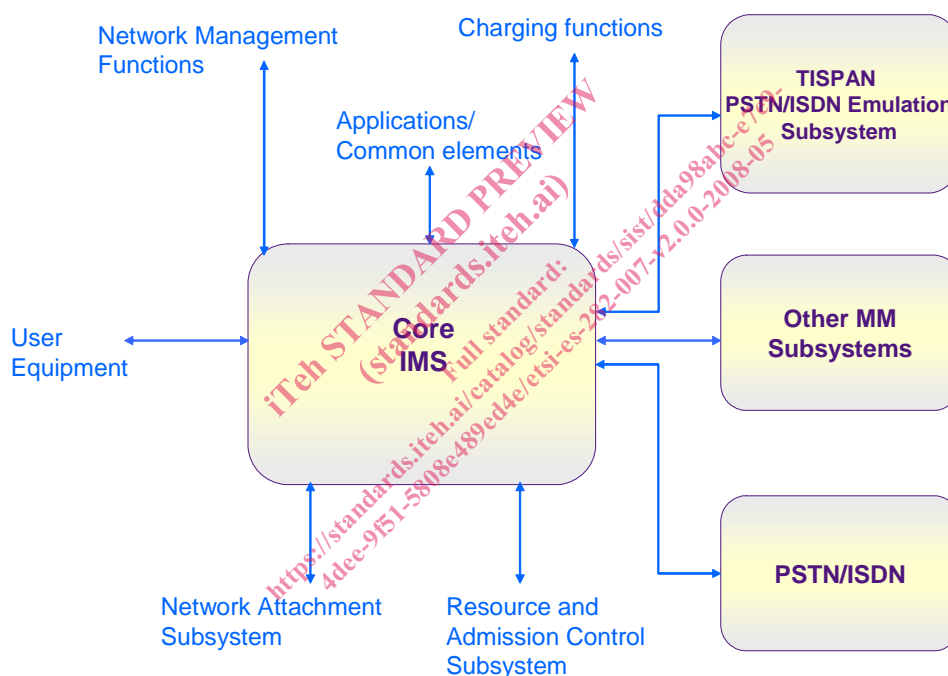 Network Management
Functions
Charging functions
TISPAN
PSTN/ISDN Emulation
Subsystem
Applications/
Common elements
Core
IMS
User
Equipment
Other MM
Subsystems
PSTN/ISDN
Network Attachment
Subsystem
Resource and
Admission Control
Subsystem
iTeh STANDARD PREVIEW
(standards.iteh.ai)
Full standard:
https://standards.iteh.ai/catalog/standards/sist/dda98abc-e7e9-
4dee-9f51-5808e489ed4e/etsi-es-282-007-v2.0.0-2008-05